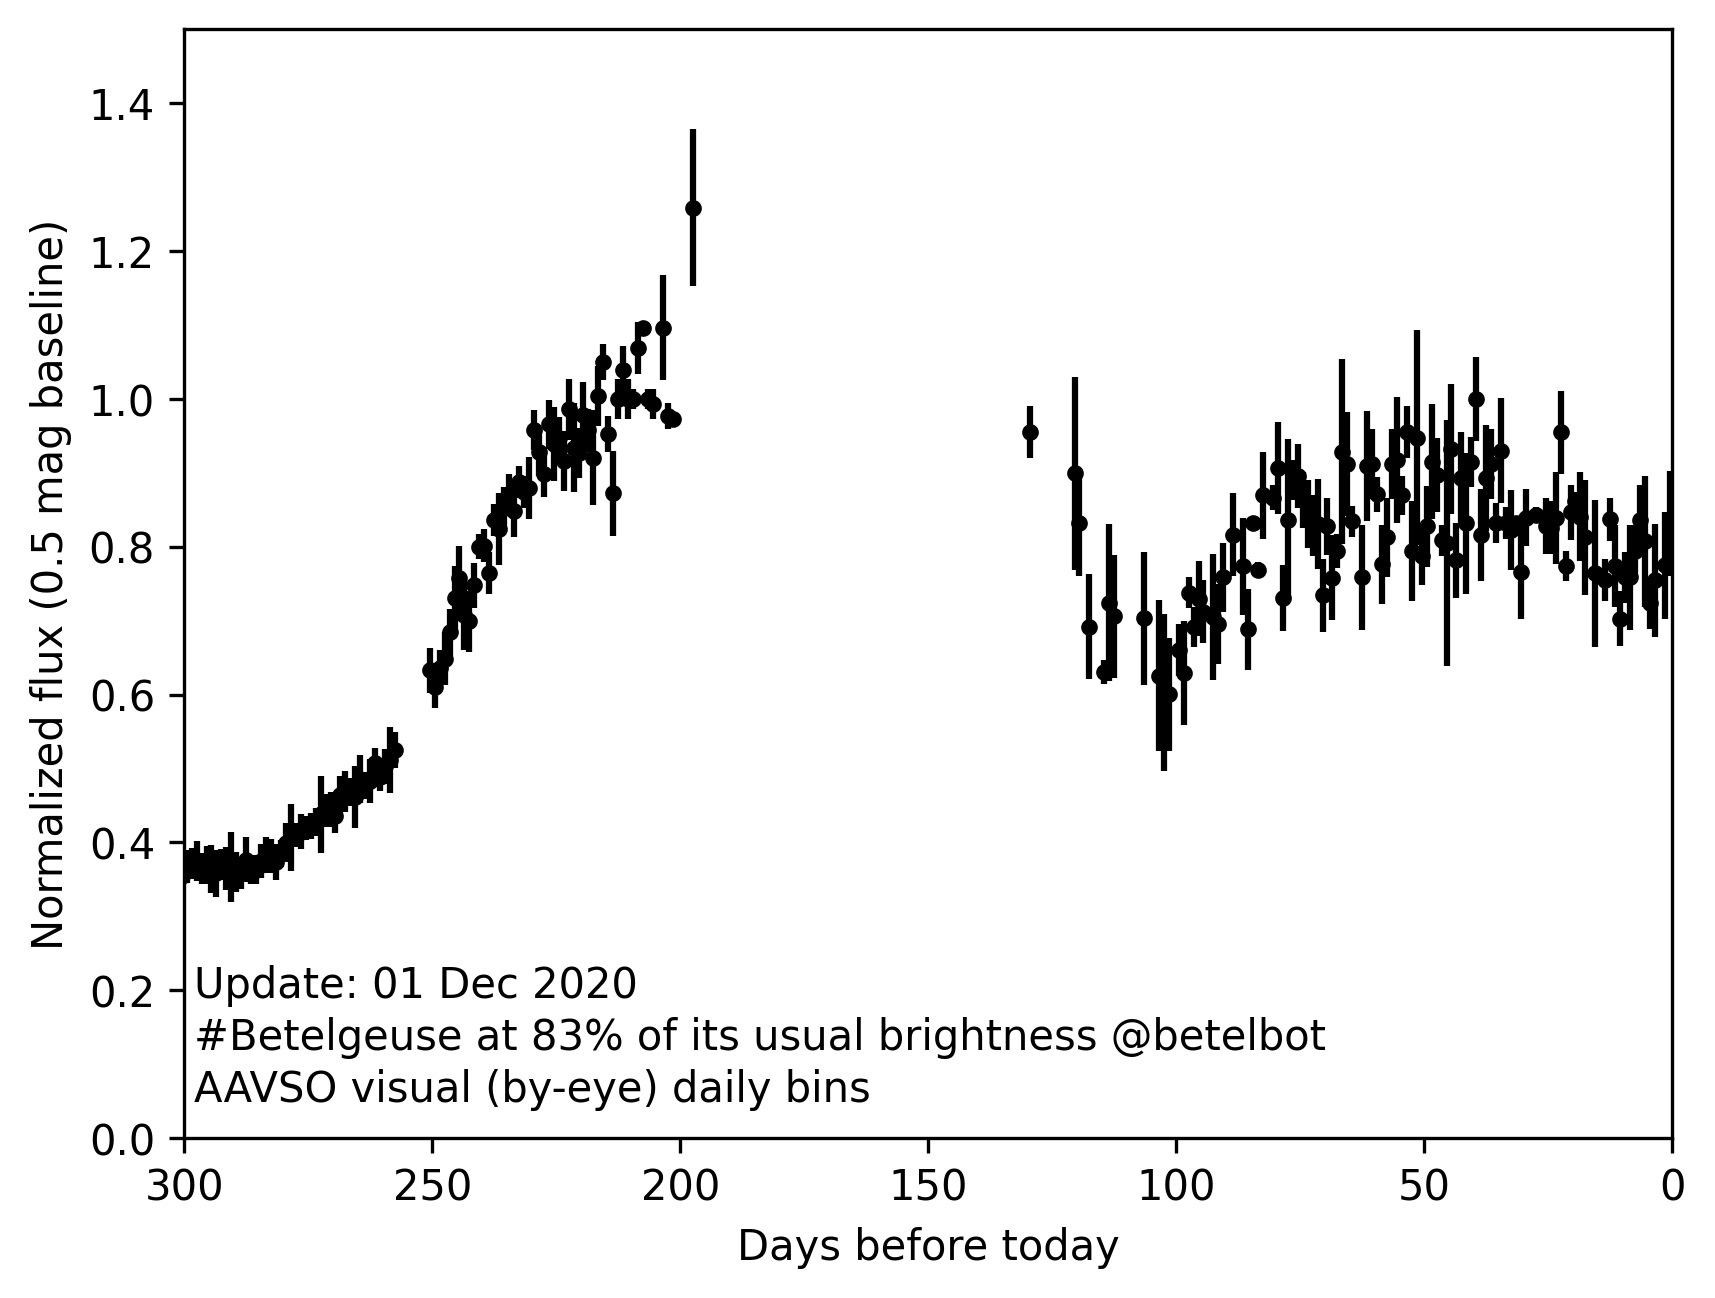 1.4
1.2
1.0
0.8
0.6
0.4
0.2
0.0
Normalized flux (0.5 mag baseline)
Update: 01 Dec 2020
#Betelgeuse at 83% of its usual brightness @betelbot
AAVSO visual (by-eye) daily bins
300 250 200 150 100 50 0
Days before today